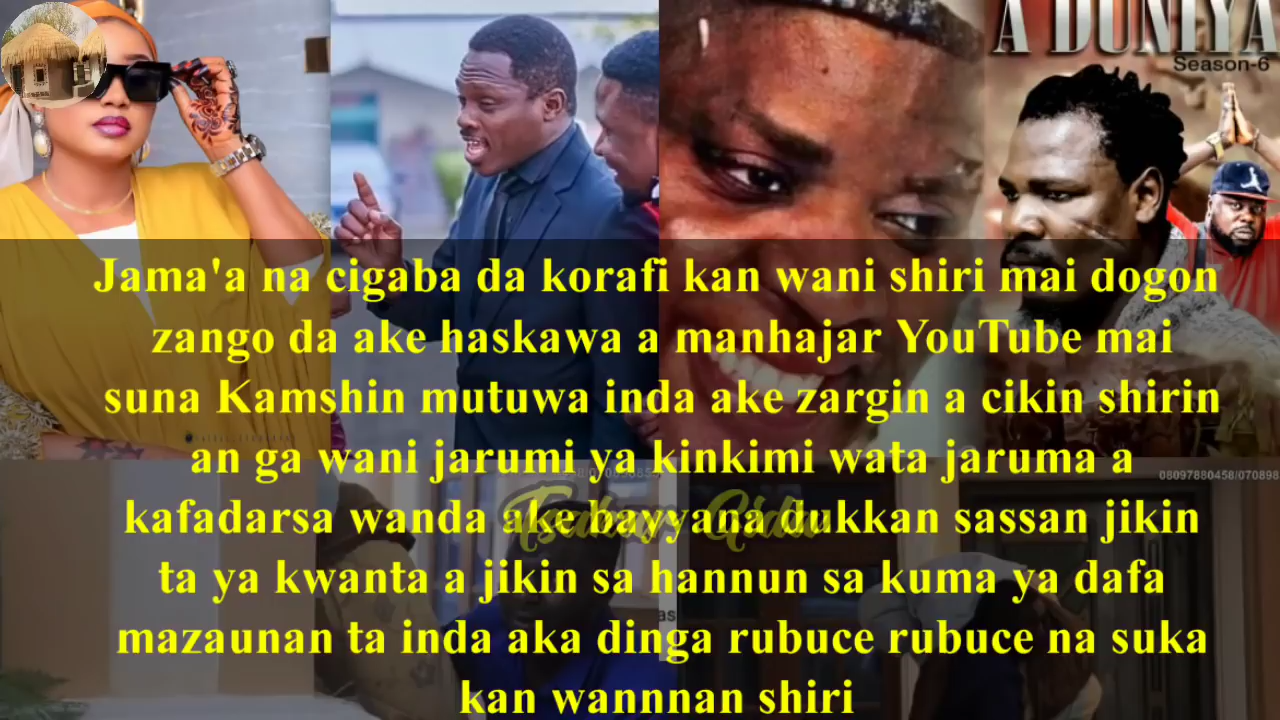 A DUNIYA
Season-6
Jama'a na cigaba da korafi kan wani shiri mai dogon
zango da ake haskawa a manhajar YouTube mai
suna Kamshin mutuwa inda ake zargin a cikin shirin
an ga wani jarumi ya kinkimi wata jaruma a
08097880458/070898
kafadarsa wanda ake bayyana dukkan sassan jikin
ta ya kwanta a jikin sa hannun sa kuma ya dafa
mazaunan ta inda aka dinga rubuce rubuce na suka
kan wannnan shiri